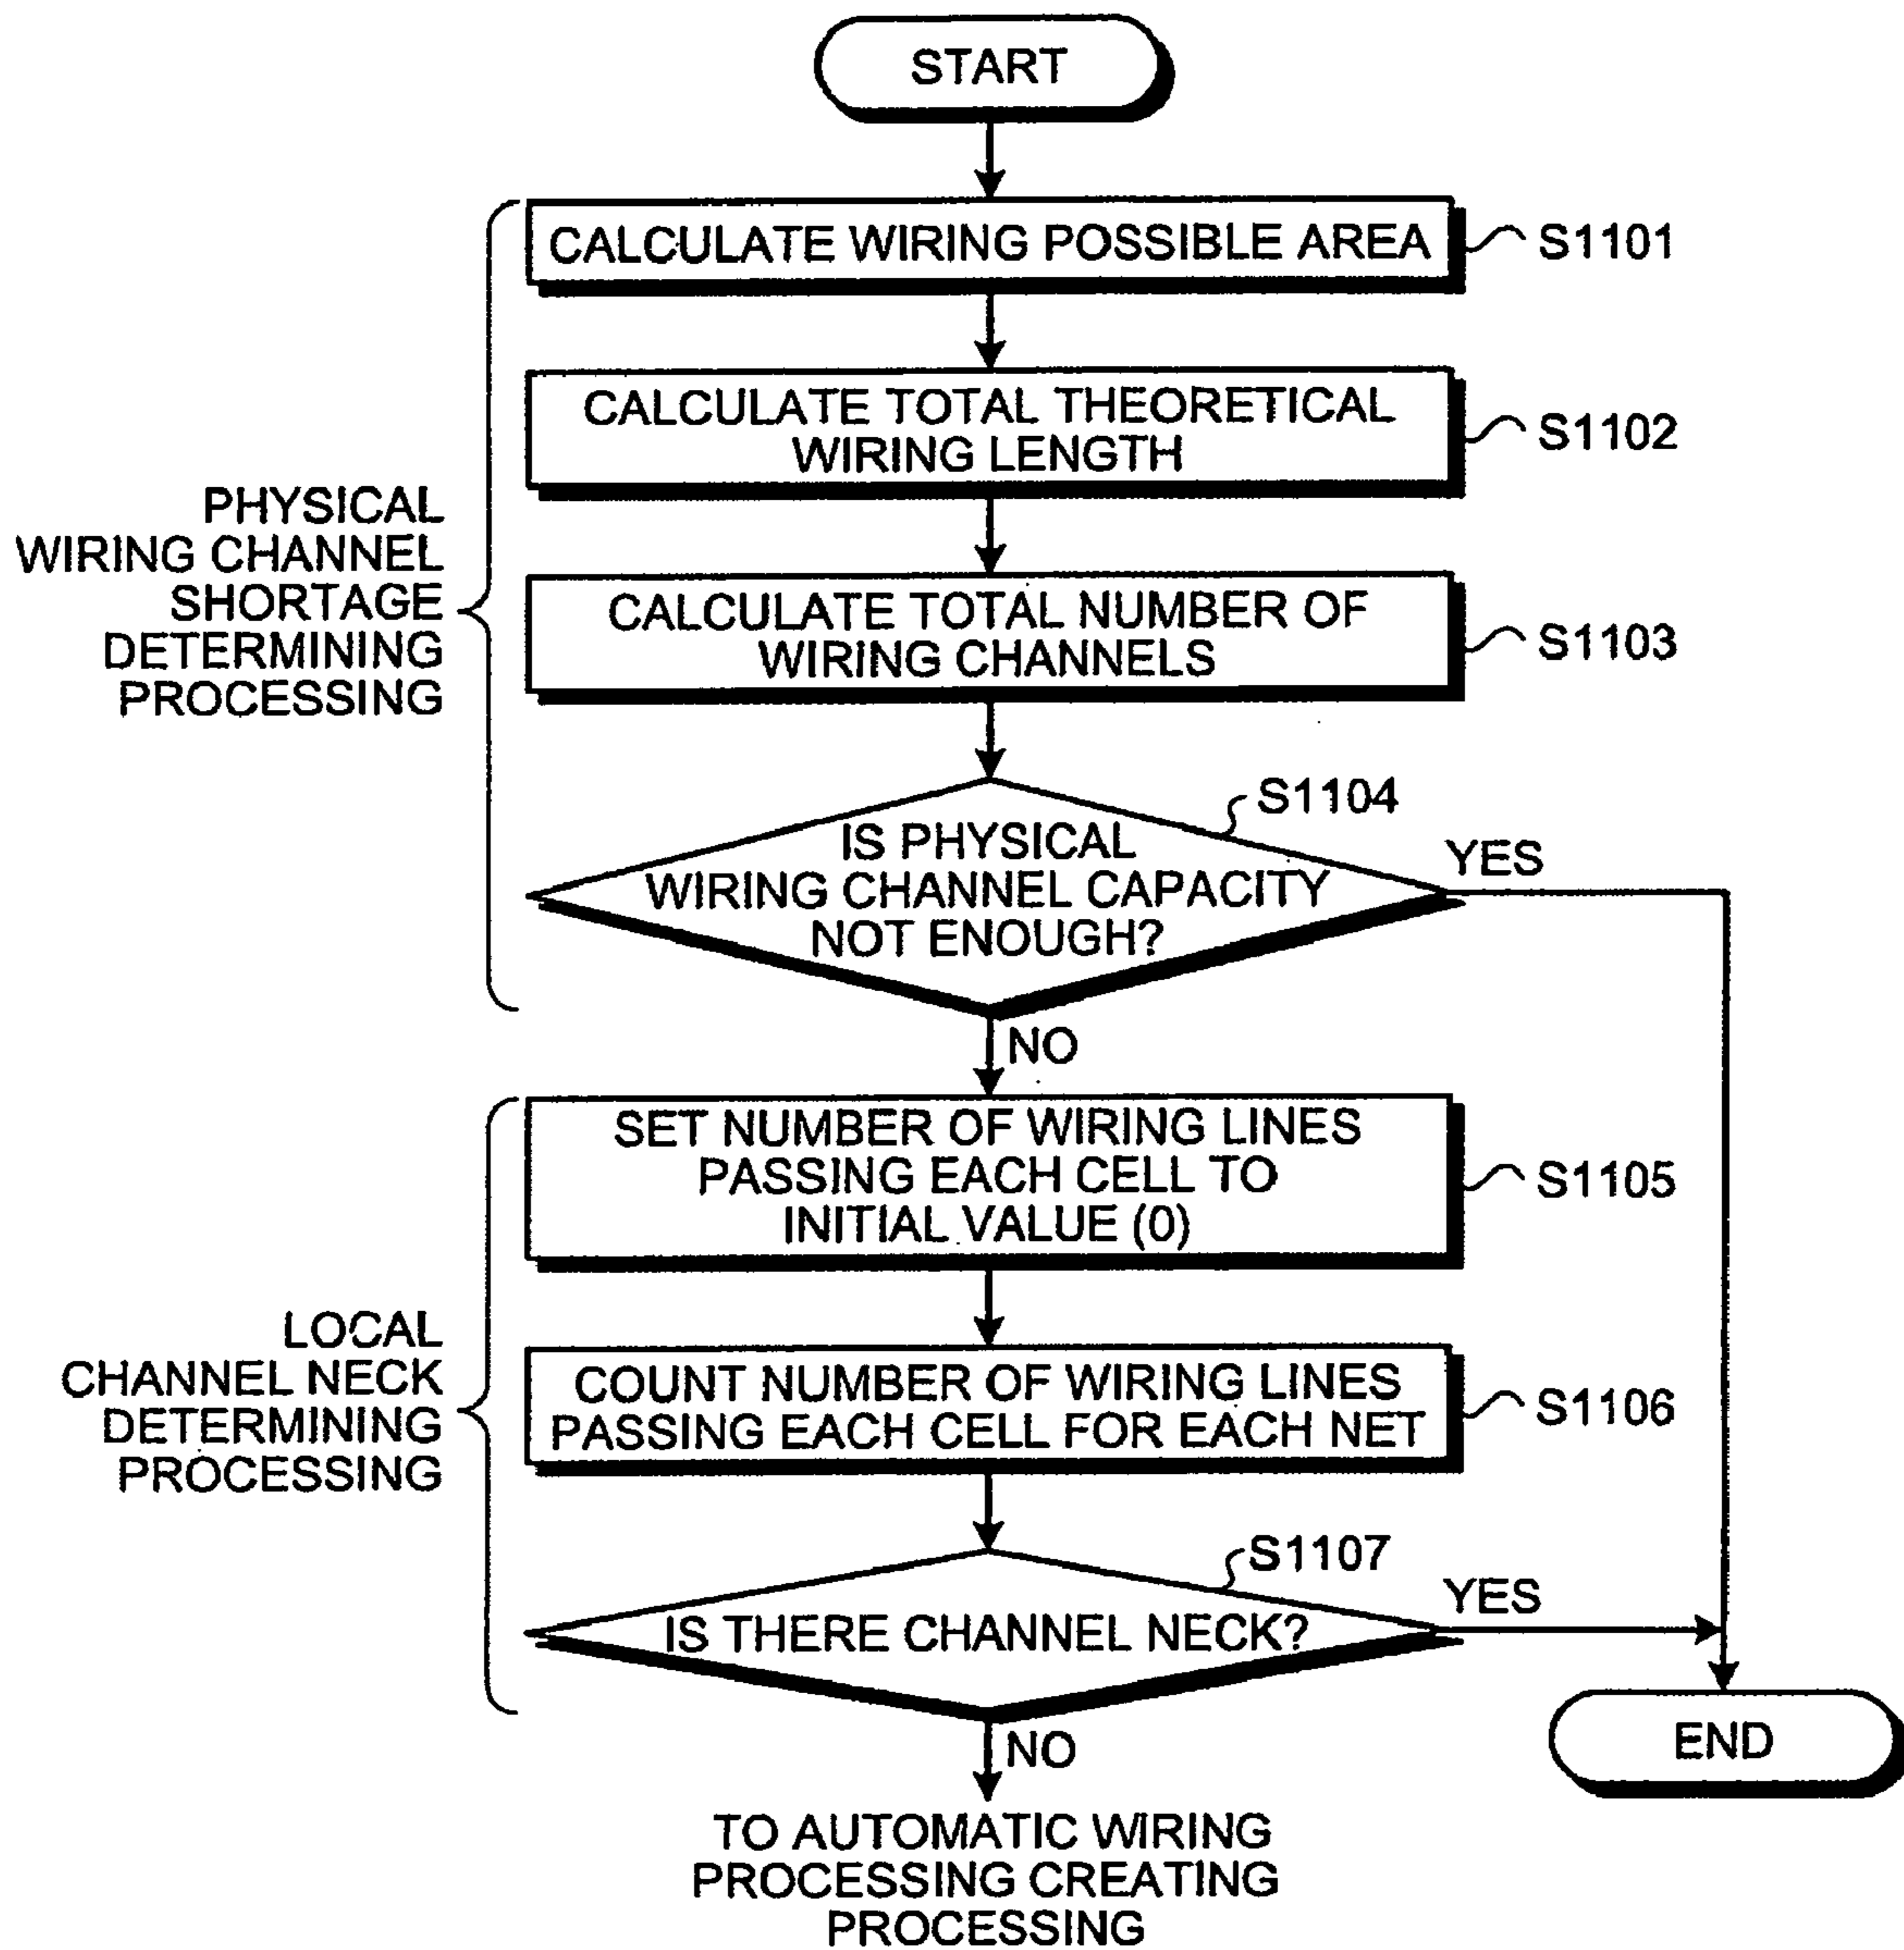 START
CALCULATE WIRING POSSIBLE AREA
S1101
CALCULATE TOTAL THEORETICAL
WIRING LENGTH
S1102
PHYSICAL
WIRING CHANNEL
SHORTAGE
DETERMINING
PROCESSING
CALCULATE TOTAL NUMBER OF
WIRING CHANNELS
S1103
S1104
IS PHYSICAL
WIRING CHANNEL CAPACITY
NOT ENOUGH?
YES
NO
SET NUMBER OF WIRING LINES
PASSING EACH CELL TO
INITIAL VALUE (0)
S1105
LOCAL
CHANNEL NECK
DETERMINING
PROCESSING
COUNT NUMBER OF WIRING LINES
PASSING EACH CELL FOR EACH NET
S1106
S1107
IS THERE CHANNEL NECK?
YES
NO
END
TO AUTOMATIC WIRING
PROCESSING CREATING
PROCESSING